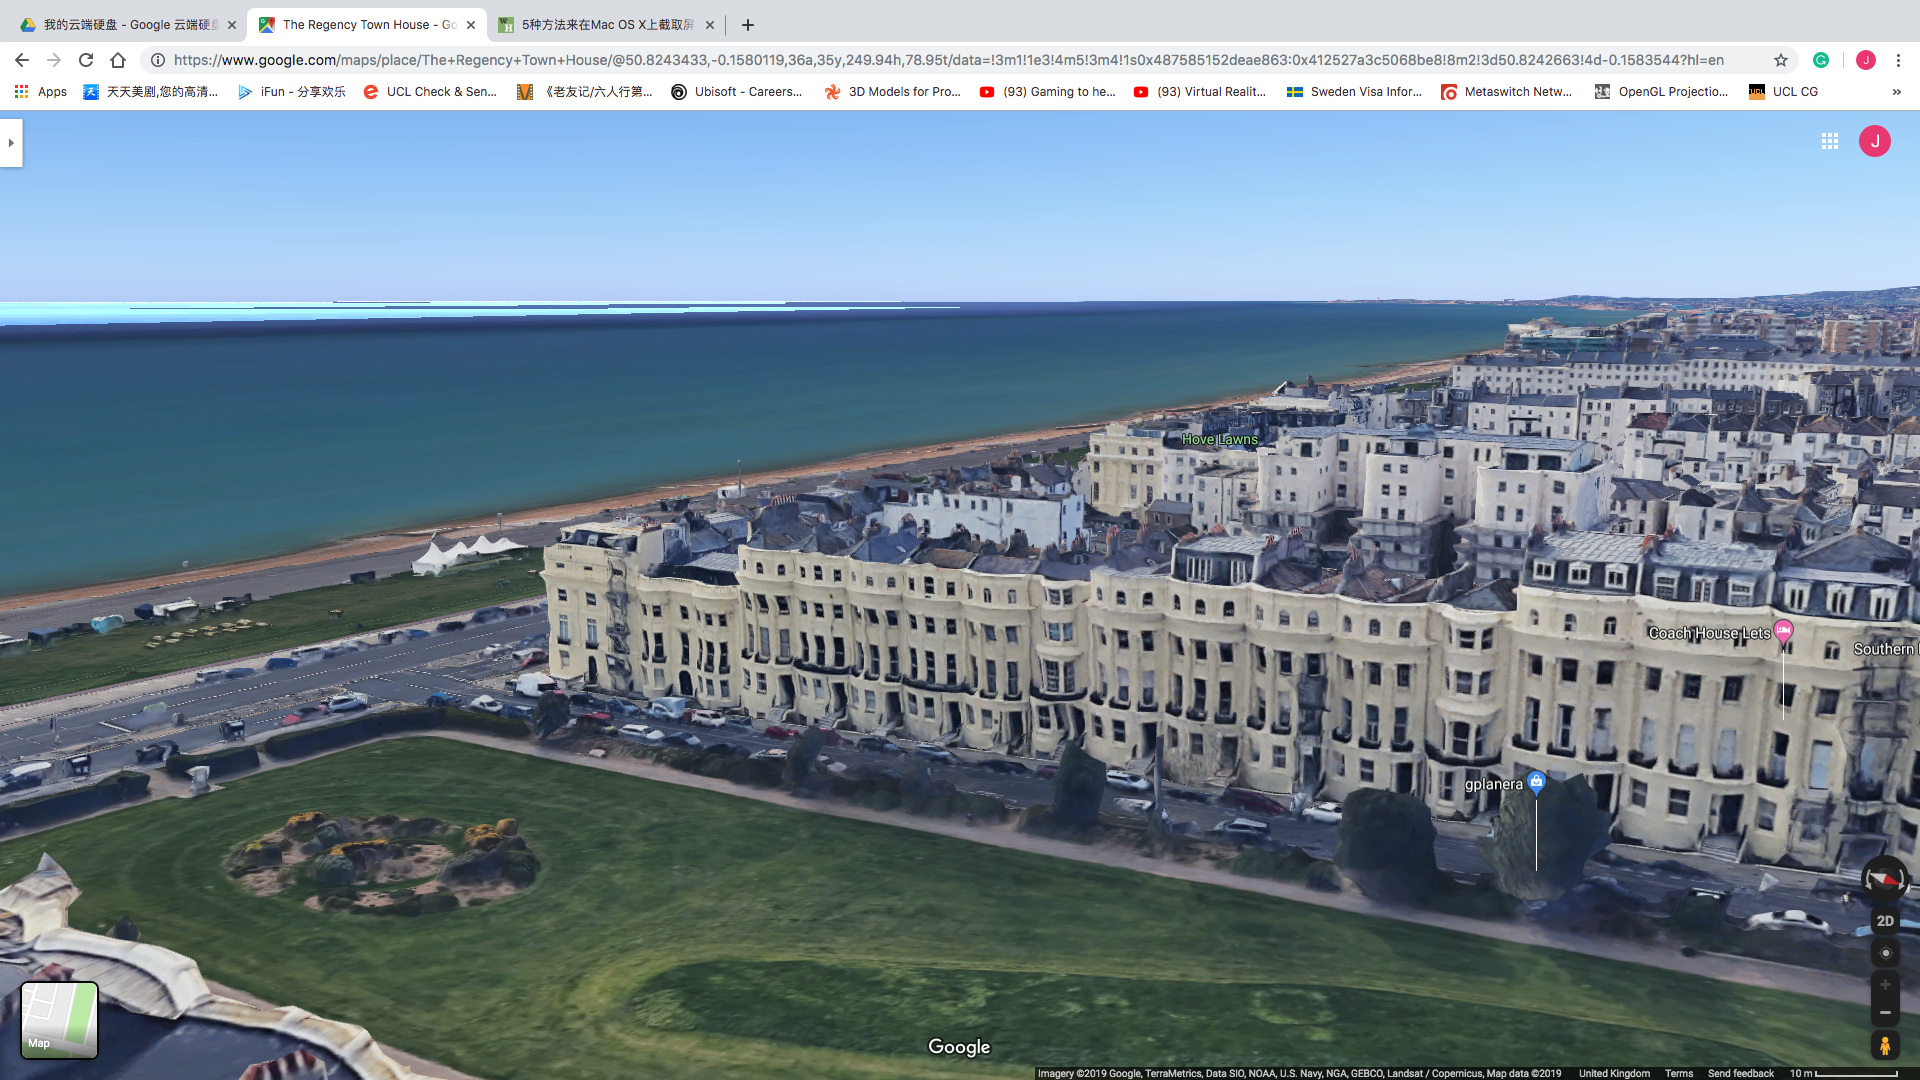 我的云端硬盘 - Google 云端硬盘
The Regency Town House - Go
5种方法来在Mac OS X上截取屏
https://www.google.com/maps/place/The+Regency+Town+House/@50.8243433,-0.1580119,36a,35y,249.94h,78.95t/data=!3m1!1e3!4m5!3m4!1s0x487585152deae863:0x412527a3c5068be8!8m2!3d50.8242663!4d-0.1583544?hl=en
J
Apps
天天美剧,您的高清...
iFun - 分享欢乐
UCL Check & Sen...
《老友记/六人行第...
Ubisoft - Careers...
3D Models for Pro...
(93) Gaming to he...
(93) Virtual Realit...
Sweden Visa Infor...
Metaswitch Netw...
OpenGL Projectio...
UCL
UCL CG
»
J
Hove Lawns
Coach House Lets
Southern
gplanera
2D
Map
Google
Imagery ©2019 Google, TerraMetrics, Data SIO, NOAA, U.S. Navy, NGA, GEBCO, Landsat / Copernicus, Map data ©2019
United Kingdom
Terms
Send feedback
10 m